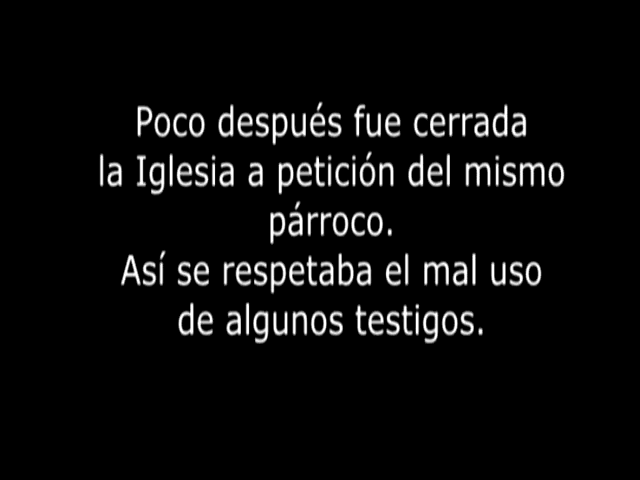 Poco después fue cerrada
la Iglesia a petición del mismo
párroco.
Así se respetaba el mal uso
de algunos testigos.